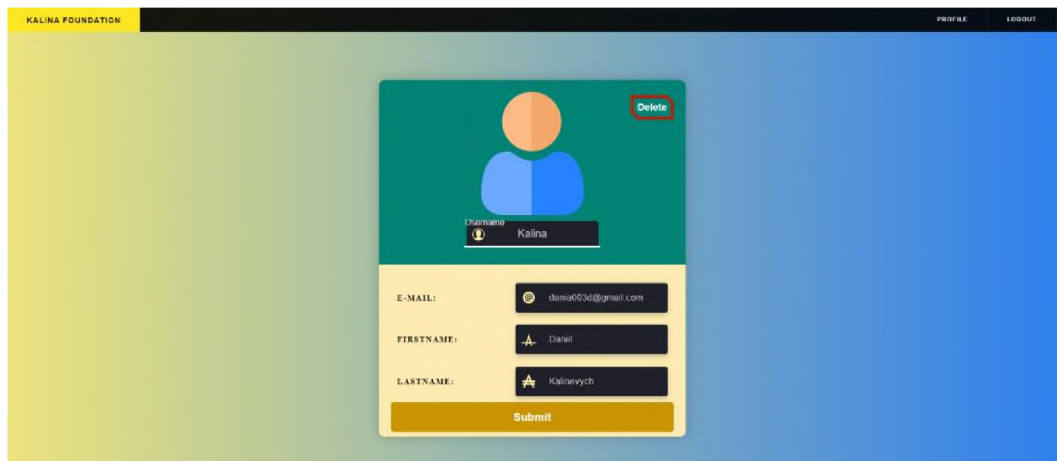 KALINA FOUNDATION
PROFILE
LOGOUT
Delete
Username
Kalina
E-MAIL:
dania003d@gmail.com
FIRSTNAME:
Daniil
LASTNAME:
Kalinevych
Submit